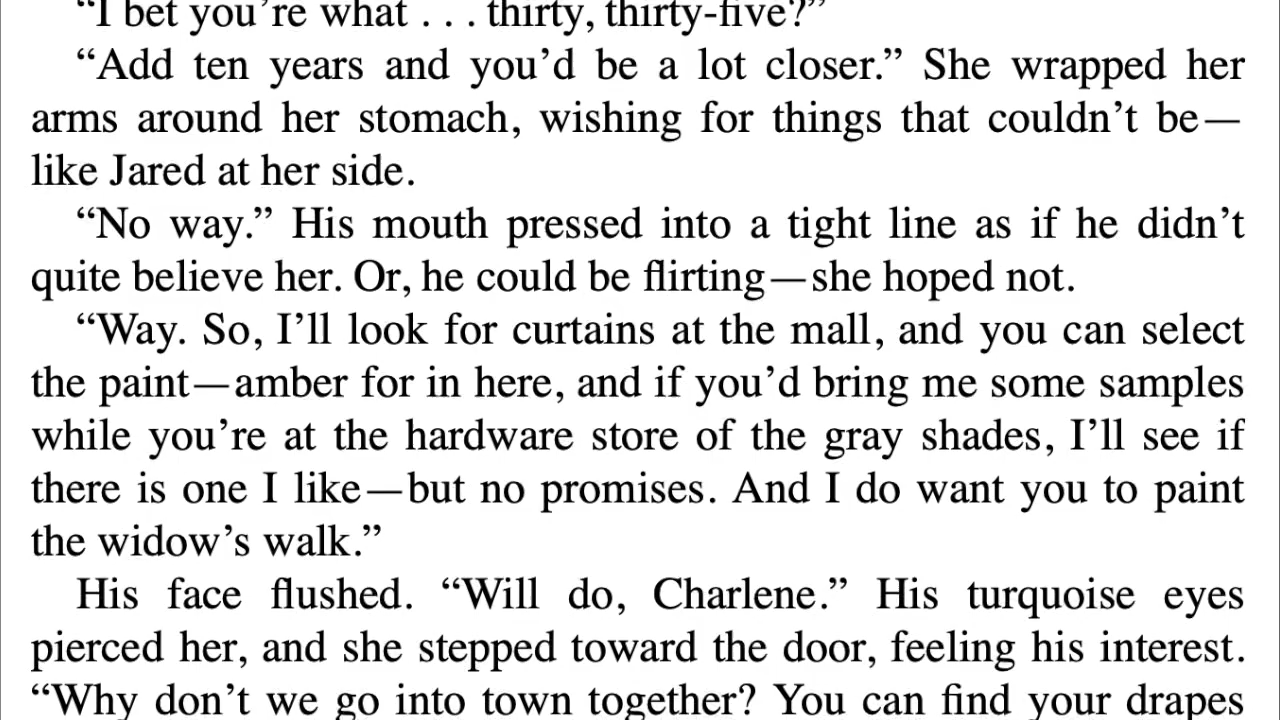 “I bet you’re what . . . thirty, thirty-five?”
“Add ten years and you’d be a lot closer.” She wrapped her
arms around her stomach, wishing for things that couldn’t be—
like Jared at her side.
“No way.” His mouth pressed into a tight line as if he didn’t
quite believe her. Or, he could be flirting—she hoped not.
“Way. So, I’ll look for curtains at the mall, and you can select
the paint—amber for in here, and if you’d bring me some samples
while you’re at the hardware store of the gray shades, I’ll see if
there is one I like—but no promises. And I do want you to paint
the widow’s walk.”
His face flushed. “Will do, Charlene.” His turquoise eyes
pierced her, and she stepped toward the door, feeling his interest.
“Why don’t we go into town together? You can find your drapes